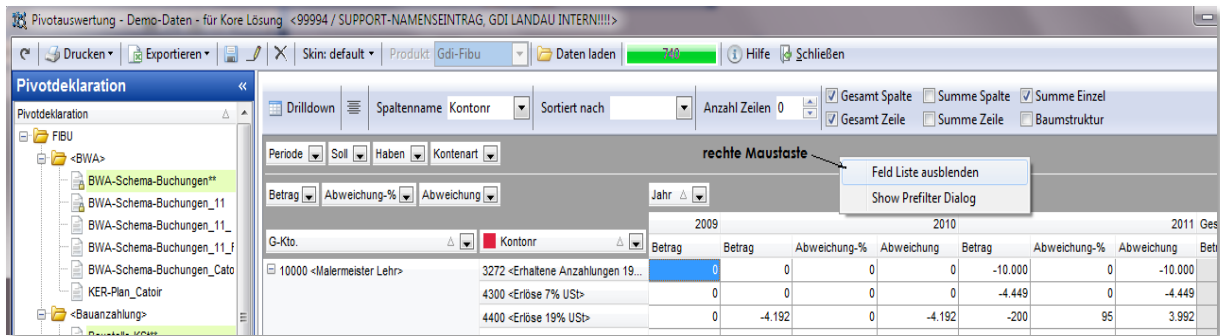 Pivotauswertung - Demo-Daten - für Kore Lösung <99994 / SUPPORT-NAMENSEINTRAG, GDI LANDAU INTERN!!!!>
Drucken Exportieren Skin: default Produkt Gdi-Fibu Daten laden 740 Hilfe Schließen
Pivotdeklaration «
Pivotdeklaration
FIBU
<BWA>
BWA-Schema-Buchungen**
BWA-Schema-Buchungen_11
BWA-Schema-Buchungen_11_
BWA-Schema-Buchungen_11_F
BWA-Schema-Buchungen_Cato
KER-Plan_Catoir
<Bauanzahlung>
Baustelle-KSt**
Drilldown Spaltenname Kontonr Sortiert nach Anzahl Zeilen 0
Gesamt Spalte Summe Spalte Summe Einzel
Gesamt Zeile Summe Zeile Baumstruktur
Periode Soll Haben Kontenart
rechte Maustaste
Feld Liste ausblenden
Show Prefilter Dialog
Betrag Abweichung-% Abweichung Jahr
2009 2010 2011 Ges
G-Kto. Kontonr Betrag Betrag Abweichung-% Abweichung Betrag Abweichung-% Abweichung Betr
10000 <Malermeister Lehr> 3272 <Erhaltene Anzahlungen 19... 0 0 0 0 -10.000 0 -10.000
4300 <Erlöse 7% USt> 0 0 0 0 -4.449 0 -4.449
4400 <Erlöse 19% USt> 0 -4.192 0 -4.192 -200 95 3.992